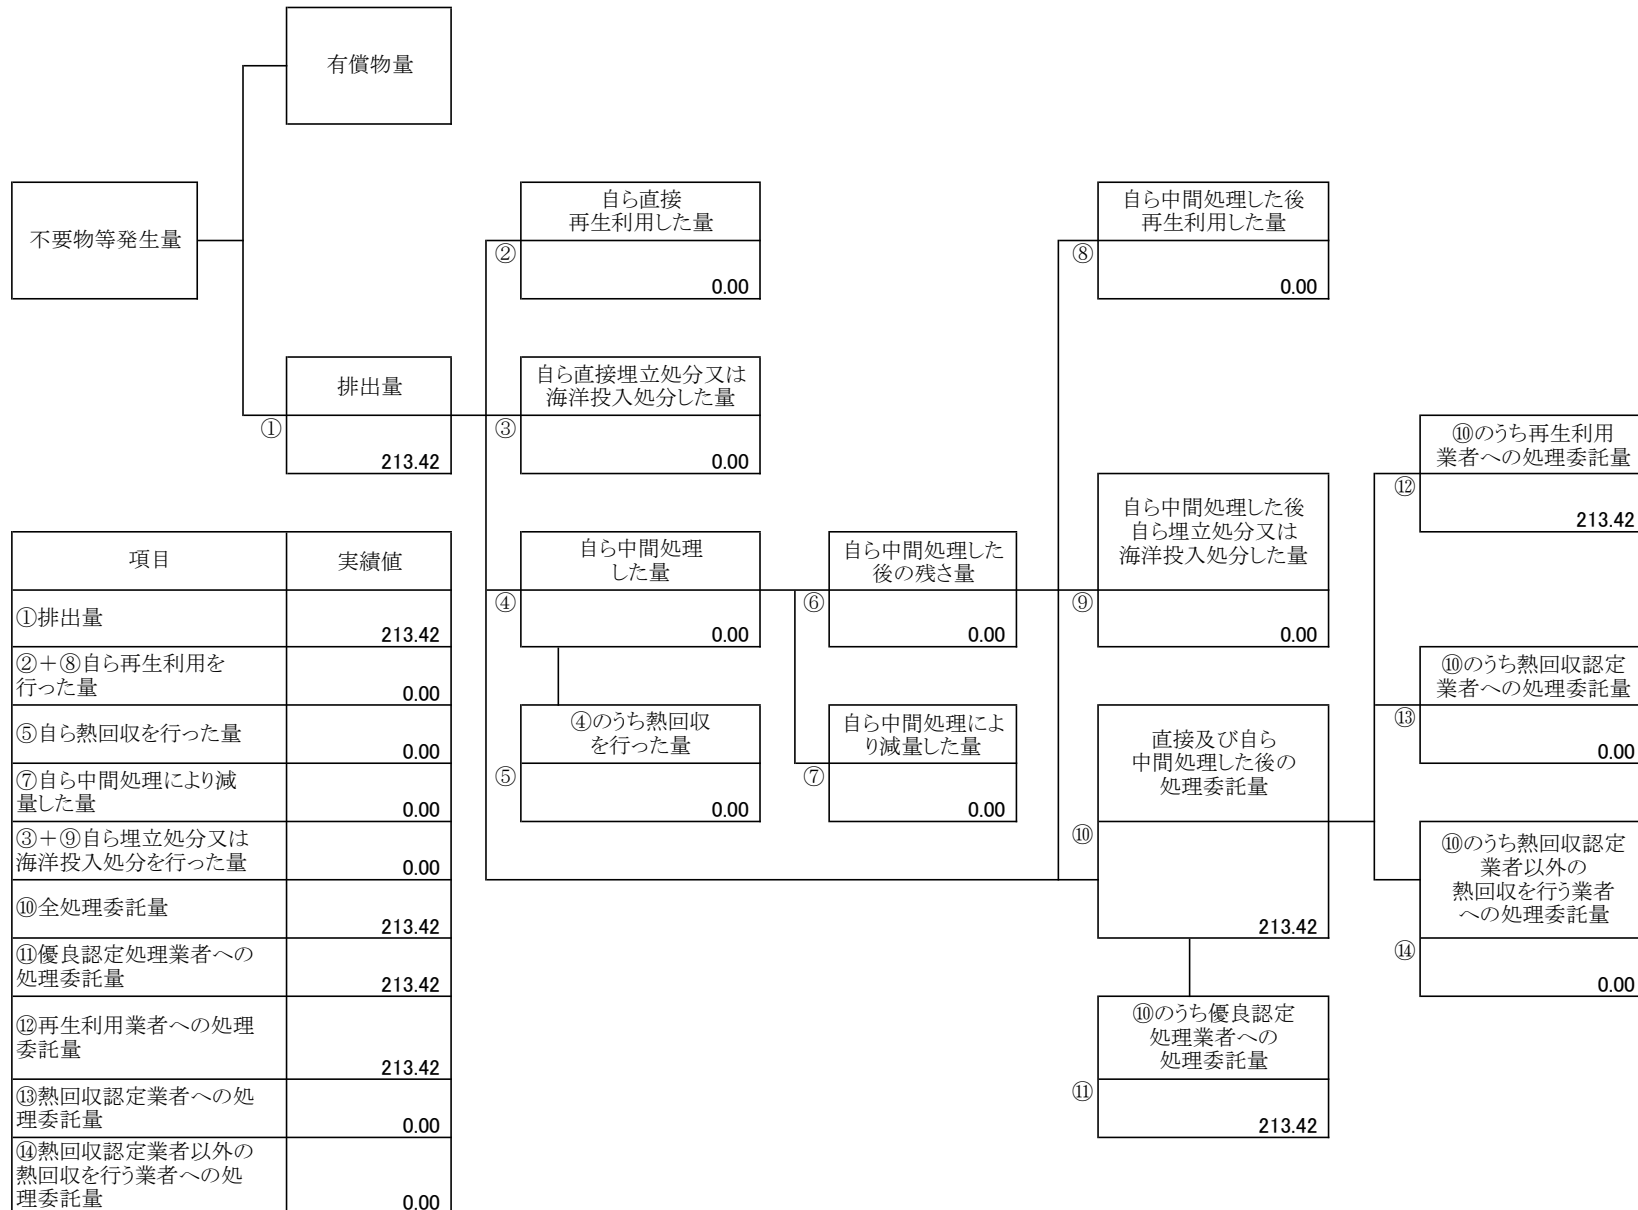 有償物量
不要物等発生量
自ら直接
再生利用した量
②
0.00
自ら中間処理した後
再生利用した量
⑧
0.00
排出量
①
213.42
自ら直接埋立処分又は
海洋投入処分した量
③
0.00
⑩のうち再生利用
業者への処理委託量
⑫
213.42
自ら中間処理
した量
④
0.00
自ら中間処理した
後の残さ量
⑥
0.00
自ら中間処理した後
自ら埋立処分又は
海洋投入処分した量
⑨
0.00
⑩のうち熱回収認定
業者への処理委託量
⑬
0.00
④のうち熱回収
を行った量
⑤
0.00
自ら中間処理によ
り減量した量
⑦
0.00
直接及び自ら
中間処理した後の
処理委託量
⑩
213.42
⑩のうち熱回収認定
業者以外の
熱回収を行う業者
への処理委託量
⑭
0.00
⑩のうち優良認定
処理業者への
処理委託量
⑪
213.42
項目 実績値
①排出量 213.42
②＋⑧自ら再生利用を
行った量 0.00
⑤自ら熱回収を行った量 0.00
⑦自ら中間処理により減
量した量 0.00
③＋⑨自ら埋立処分又は
海洋投入処分を行った量 0.00
⑩全処理委託量 213.42
⑪優良認定処理業者への
処理委託量 213.42
⑫再生利用業者への処理
委託量 213.42
⑬熱回収認定業者への処
理委託量 0.00
⑭熱回収認定業者以外の
熱回収を行う業者への処
理委託量 0.00